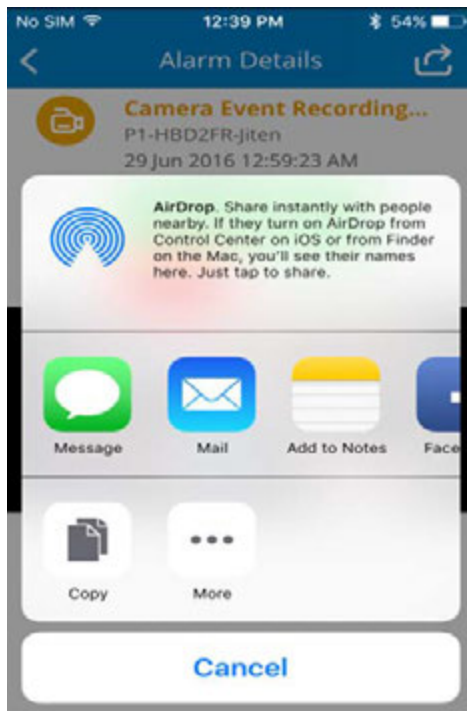 No SIM 12:39 PM 54%
Alarm Details
Camera Event Recording...
P1-HBD2FR-Jiten
29 Jun 2016 12:59:23 AM
AirDrop. Share instantly with people
nearby. If they turn on AirDrop from
Control Center on iOS or from Finder
on the Mac, you'll see their names
here. Just tap to share.
Message Mail Add to Notes Face
Copy More
Cancel